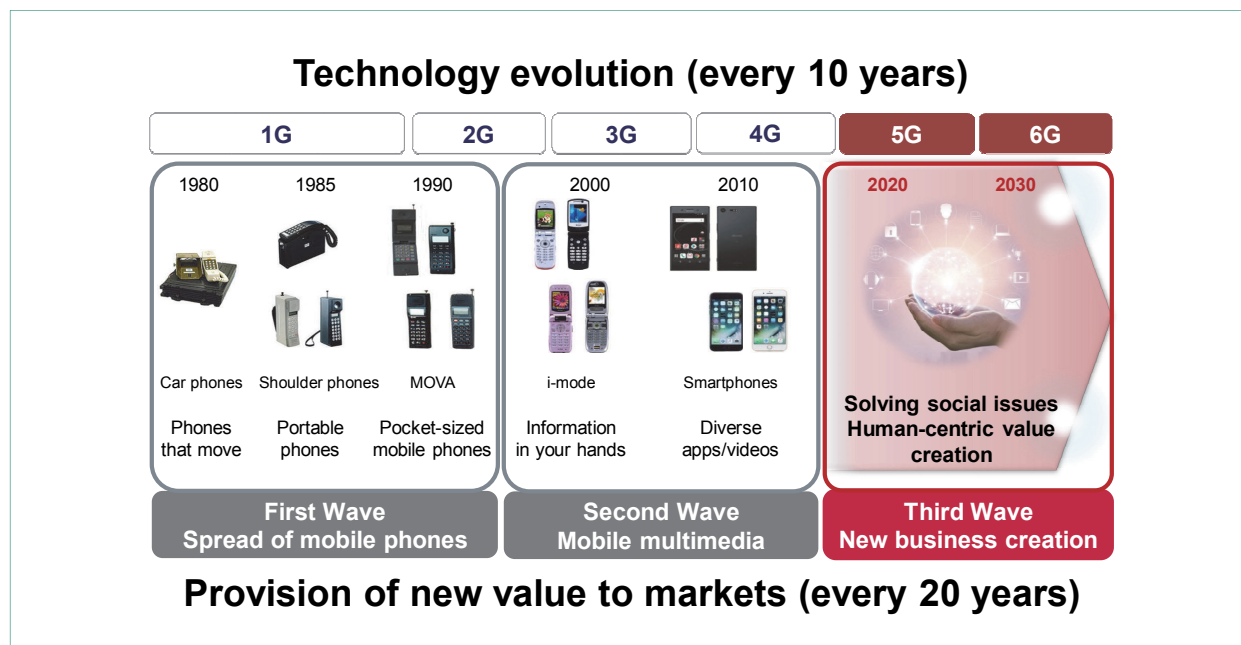 Technology evolution (every 10 years)
1G
2G
3G
4G
5G
6G
1980
1985
1990
2000
2010
2020
2030
Car phones
Shoulder phones
MOVA
i-mode
Smartphones
Phones
that move
Portable
phones
Pocket-sized
mobile phones
Information
in your hands
Diverse
apps/videos
Solving social issues
Human-centric value
creation
First Wave
Spread of mobile phones
Second Wave
Mobile multimedia
Third Wave
New business creation
Provision of new value to markets (every 20 years)